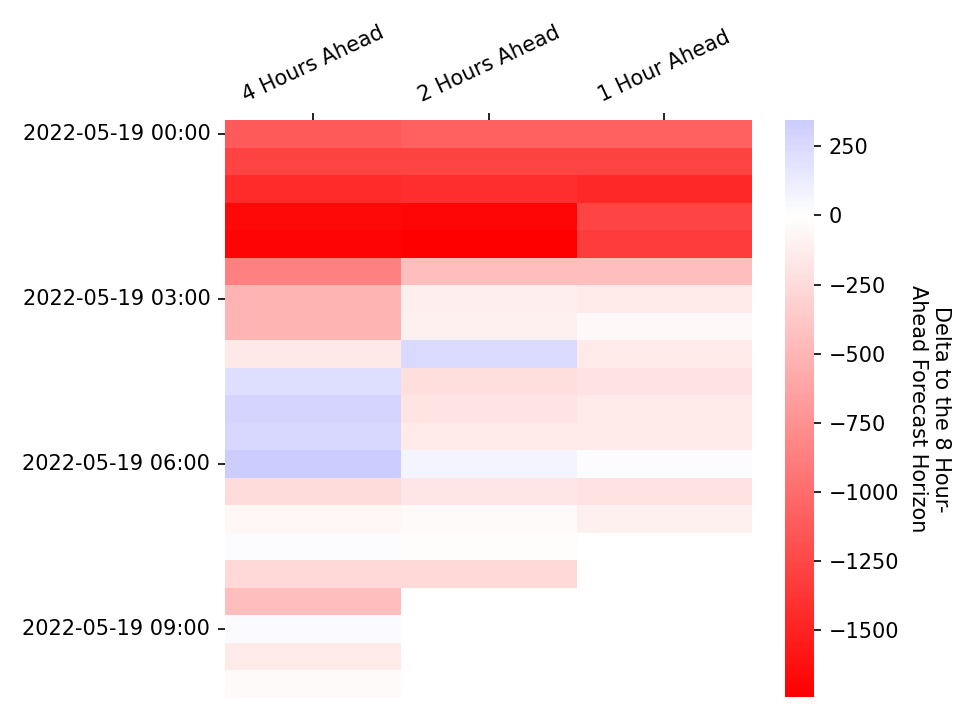 4 Hours Ahead
2 Hours Ahead
1 Hour Ahead
2022-05-19 00:00
2022-05-19 03:00
2022-05-19 06:00
2022-05-19 09:00
250
0
−250
−500
−750
−1000
−1250
−1500
Delta to the 8 Hour-
Ahead Forecast Horizon